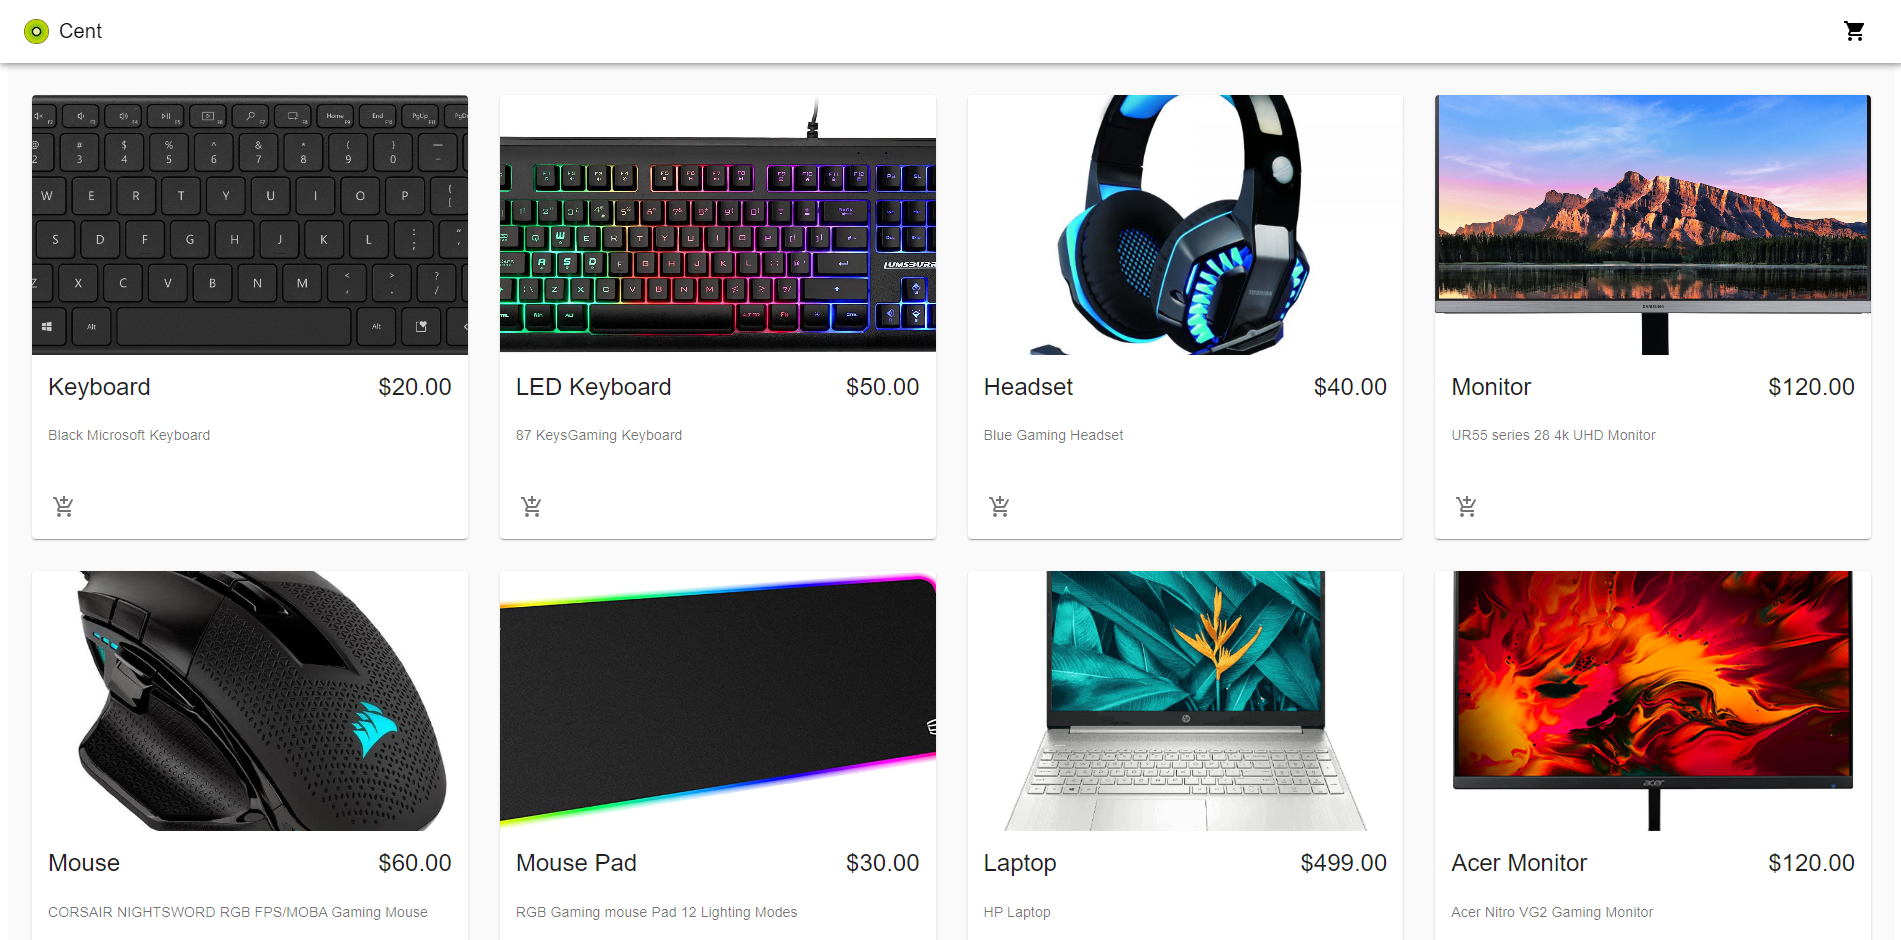 Cent
Keyboard $20.00
Black Microsoft Keyboard
LED Keyboard $50.00
87 KeysGaming Keyboard
Headset $40.00
Blue Gaming Headset
Monitor $120.00
UR55 series 28 4k UHD Monitor
Mouse $60.00
CORSAIR NIGHTSWORD RGB FPS/MOBA Gaming Mouse
Mouse Pad $30.00
RGB Gaming mouse Pad 12 Lighting Modes
Laptop $499.00
HP Laptop
Acer Monitor $120.00
Acer Nitro VG2 Gaming Monitor